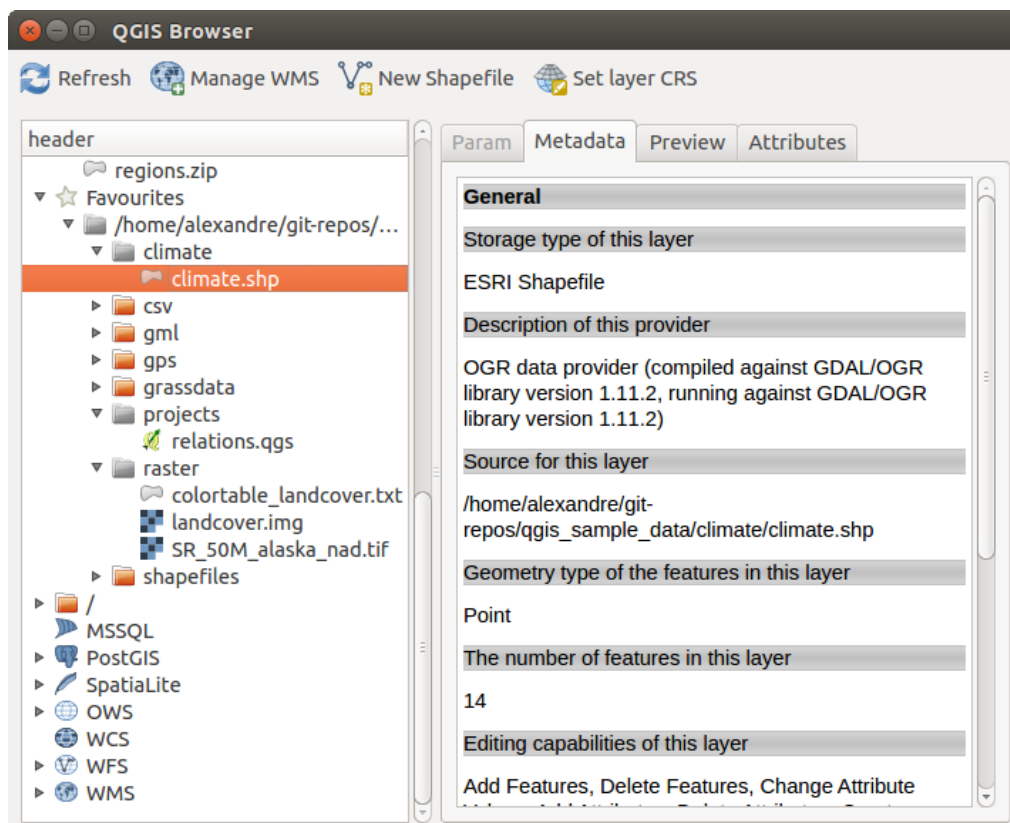 QGIS Browser
Refresh Manage WMS New Shapefile Set layer CRS
header
regions.zip
Favourites
/home/alexandre/git-repos/...
climate
climate.shp
csv
gml
gps
grassdata
projects
relations.qgs
raster
colortable_landcover.txt
landcover.img
SR_50M_alaska_nad.tif
shapefiles
/
MSSQL
PostGIS
SpatiaLite
OWS
WCS
WFS
WMS
Param Metadata Preview Attributes
General
Storage type of this layer
ESRI Shapefile
Description of this provider
OGR data provider (compiled against GDAL/OGR
library version 1.11.2, running against GDAL/OGR
library version 1.11.2)
Source for this layer
/home/alexandre/git-
repos/qgis_sample_data/climate/climate.shp
Geometry type of the features in this layer
Point
The number of features in this layer
14
Editing capabilities of this layer
Add Features, Delete Features, Change Attribute